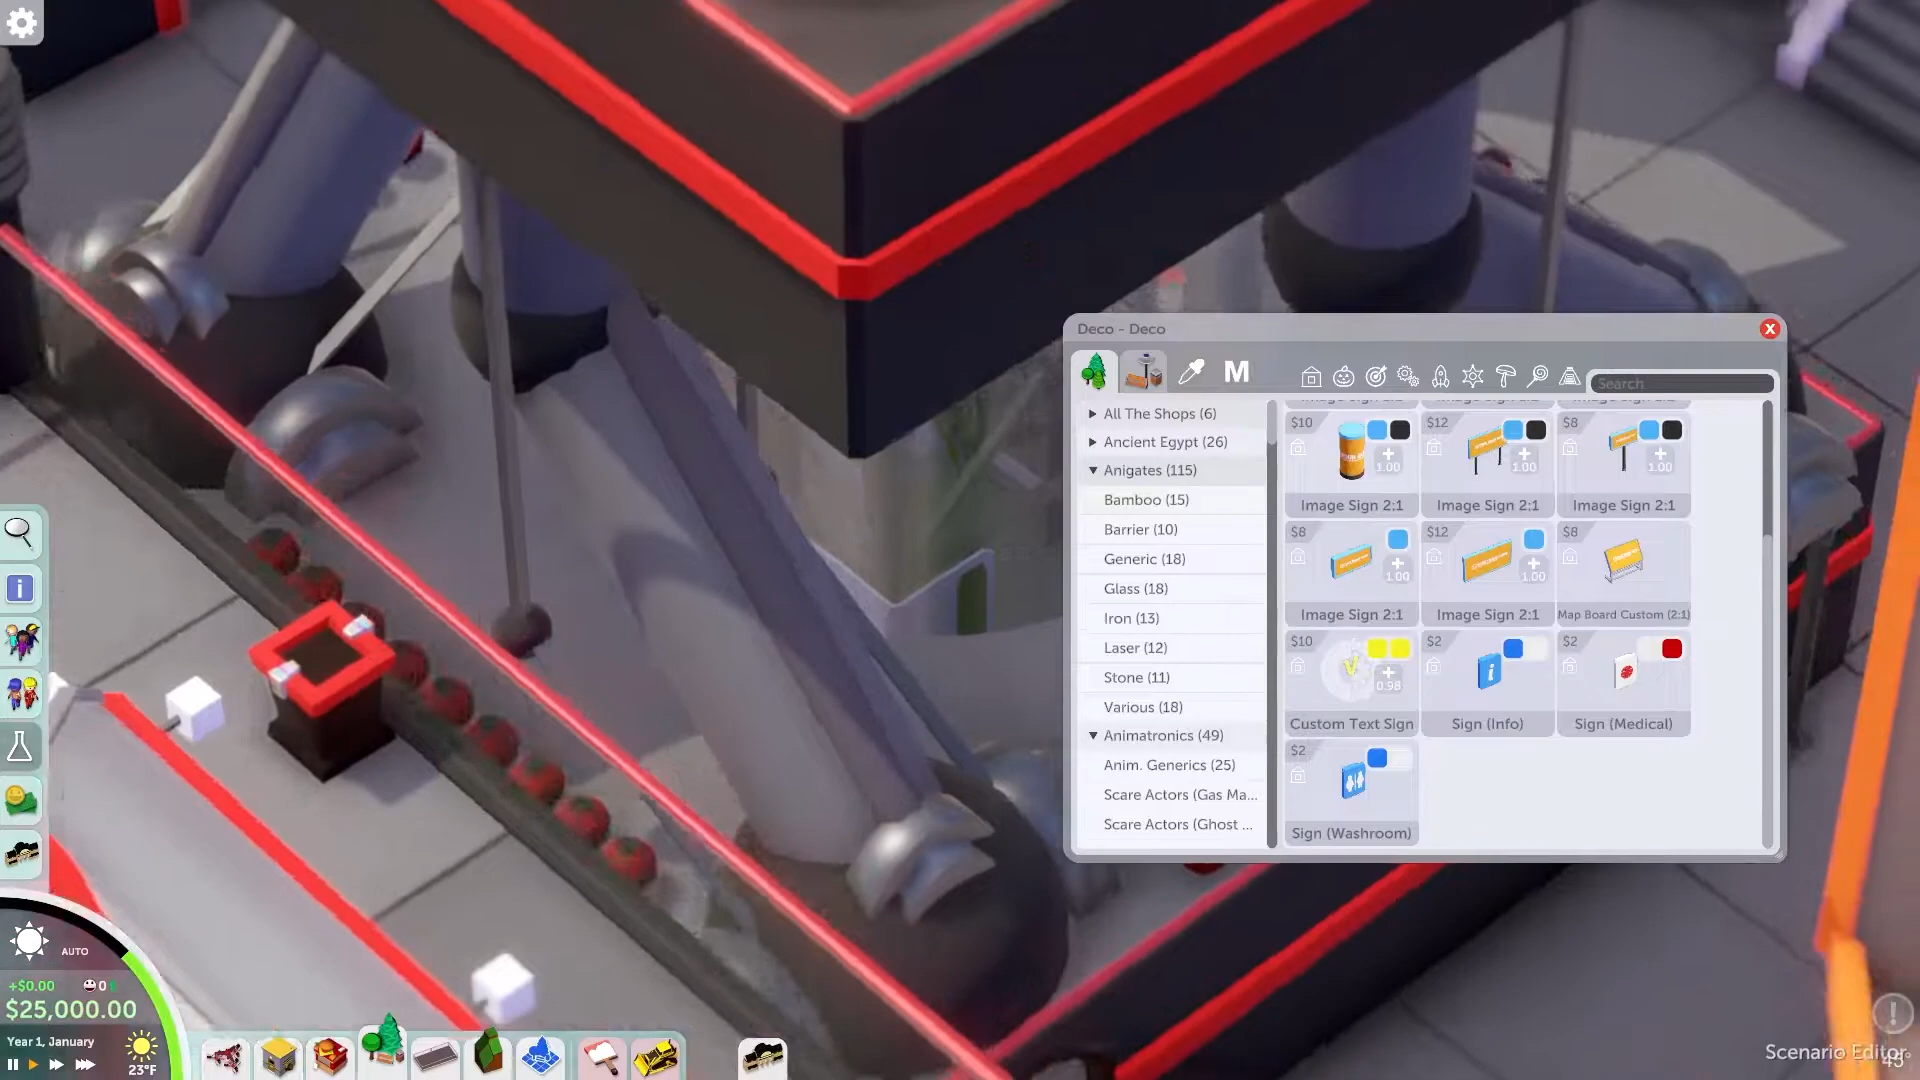 Deco - Deco
X
M
Search
All The Shops (6)
Ancient Egypt (26)
Anigates (115)
Bamboo (15)
Barrier (10)
Generic (18)
Glass (18)
Iron (13)
Laser (12)
Stone (11)
Various (18)
Animatronics (49)
Anim. Generics (25)
Scare Actors (Gas Ma...
Scare Actors (Ghost ...
$10
+
1.00
Image Sign 2:1
$12
+
1.00
Image Sign 2:1
$8
+
1.00
Image Sign 2:1
$8
+
1.00
Image Sign 2:1
$12
+
1.00
Image Sign 2:1
$8
Map Board Custom (2:1)
$10
+
0.98
Custom Text Sign
$2
i
Sign (Info)
$2
Sign (Medical)
$2
Sign (Washroom)
i
AUTO
+$0.00
0
$25,000.00
Year 1, January
23°F
!
Scenario Editor